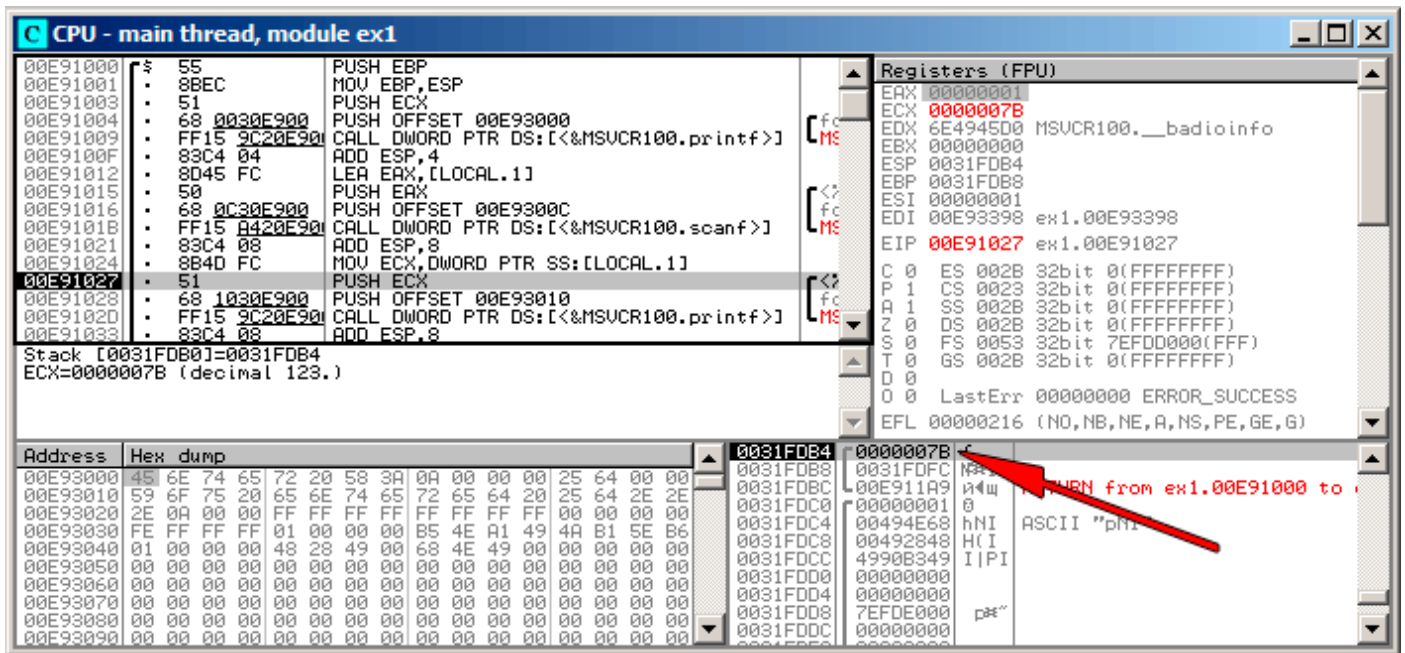 C CPU - main thread, module ex1
00E91000 $ 55 PUSH EBP
00E91001 . 8BEC MOV EBP,ESP
00E91003 . 51 PUSH ECX
00E91004 . 68 0030E900 PUSH OFFSET 00E93000
00E91009 . FF15 9C20E90 CALL DWORD PTR DS:[<&MSVCR100.printf>]
00E9100F . 83C4 04 ADD ESP,4
00E91012 . 8D45 FC LEA EAX,[LOCAL.1]
00E91015 . 50 PUSH EAX
00E91016 . 68 0C30E900 PUSH OFFSET 00E9300C
00E9101B . FF15 A420E90 CALL DWORD PTR DS:[<&MSVCR100.scanf>]
00E91021 . 83C4 08 ADD ESP,8
00E91024 . 8B4D FC MOV ECX,DWORD PTR SS:[LOCAL.1]
00E91027 . 51 PUSH ECX
00E91028 . 68 1030E900 PUSH OFFSET 00E93010
00E9102D . FF15 9C20E90 CALL DWORD PTR DS:[<&MSVCR100.printf>]
00E91033 . 83C4 08 ADD ESP,8
Stack [0031FDB0]=0031FDB4
ECX=0000007B (decimal 123.)
Registers (FPU)
EAX 00000001
ECX 0000007B
EDX 6E4945D0 MSVCR100.__badioinfo
EBX 00000000
ESP 0031FDB4
EBP 0031FDB8
ESI 00000001
EDI 00E93398 ex1.00E93398
EIP 00E91027 ex1.00E91027
C 0 ES 002B 32bit 0(FFFFFFFF)
P 1 CS 0023 32bit 0(FFFFFFFF)
A 1 SS 002B 32bit 0(FFFFFFFF)
Z 0 DS 002B 32bit 0(FFFFFFFF)
S 0 FS 0053 32bit 7EFDD000(FFF)
T 0 GS 002B 32bit 0(FFFFFFFF)
D 0
O 0 LastErr 00000000 ERROR_SUCCESS
EFL 00000216 (NO,NB,NE,A,NS,PE,GE,G)
Address Hex dump
00E93000 45 6E 74 65 72 20 58 3A 0A 00 00 00 25 64 00 00
00E93010 59 6F 75 20 65 6E 74 65 72 65 64 20 25 64 2E 2E
00E93020 2E 0A 00 00 FF FF FF FF FF FF FF FF 00 00 00 00
00E93030 FE FF FF FF 01 00 00 00 B5 4E A1 49 4A B1 5E B6
00E93040 01 00 00 00 48 28 49 00 68 4E 49 00 00 00 00 00
00E93050 00 00 00 00 00 00 00 00 00 00 00 00 00 00 00 00
00E93060 00 00 00 00 00 00 00 00 00 00 00 00 00 00 00 00
00E93070 00 00 00 00 00 00 00 00 00 00 00 00 00 00 00 00
00E93080 00 00 00 00 00 00 00 00 00 00 00 00 00 00 00 00
00E93090 00 00 00 00 00 00 00 00 00 00 00 00 00 00 00 00
0031FDB4 0000007B
0031FDB8 0031FDFC
0031FDBC 00E911A9 RETURN from ex1.00E91000 to
0031FDC0 00000001
0031FDC4 00494E68 hNI ASCII "pNI"
0031FDC8 00492848 H(I
0031FDCC 4990B349 I|PI
0031FDD0 00000000
0031FDD4 00000000
0031FDD8 7EFDE000
0031FDDC 00000000